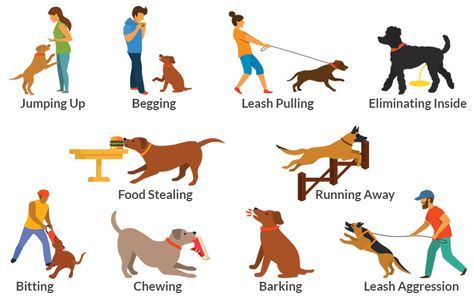 Jumping Up
Begging
Leash Pulling
Eliminating Inside
Food Stealing
Running Away
Bitting
Chewing
Barking
Leash Aggression